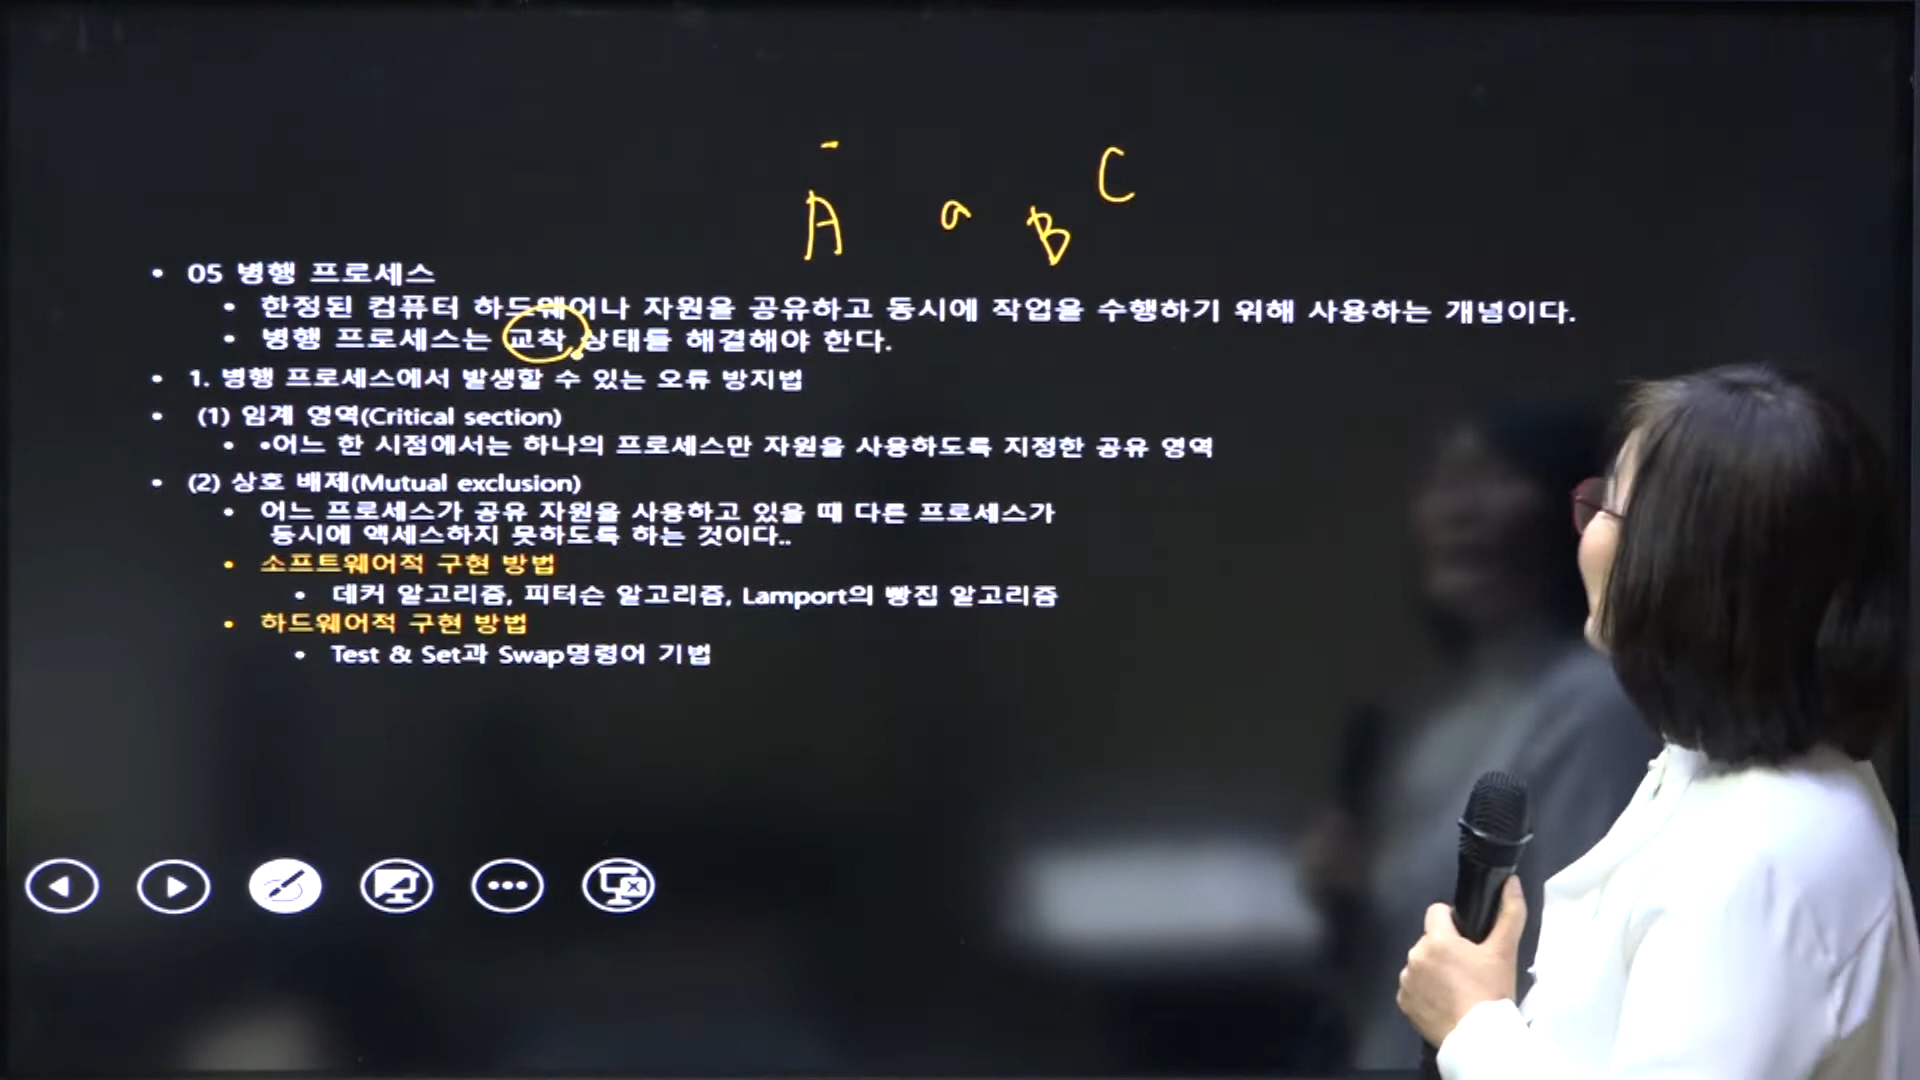 A a B C
• 05 병행 프로세스
• 한정된 컴퓨터 하드웨어나 자원을 공유하고 동시에 작업을 수행하기 위해 사용하는 개념이다.
• 병행 프로세스는 교착 상태를 해결해야 한다.
• 1. 병행 프로세스에서 발생할 수 있는 오류 방지법
• (1) 임계 영역(Critical section)
• •어느 한 시점에서는 하나의 프로세스만 자원을 사용하도록 지정한 공유 영역
• (2) 상호 배제(Mutual exclusion)
• 어느 프로세스가 공유 자원을 사용하고 있을 때 다른 프로세스가
동시에 액세스하지 못하도록 하는 것이다..
• 소프트웨어적 구현 방법
• 데커 알고리즘, 피터슨 알고리즘, Lamport의 빵집 알고리즘
• 하드웨어적 구현 방법
• Test & Set과 Swap명령어 기법